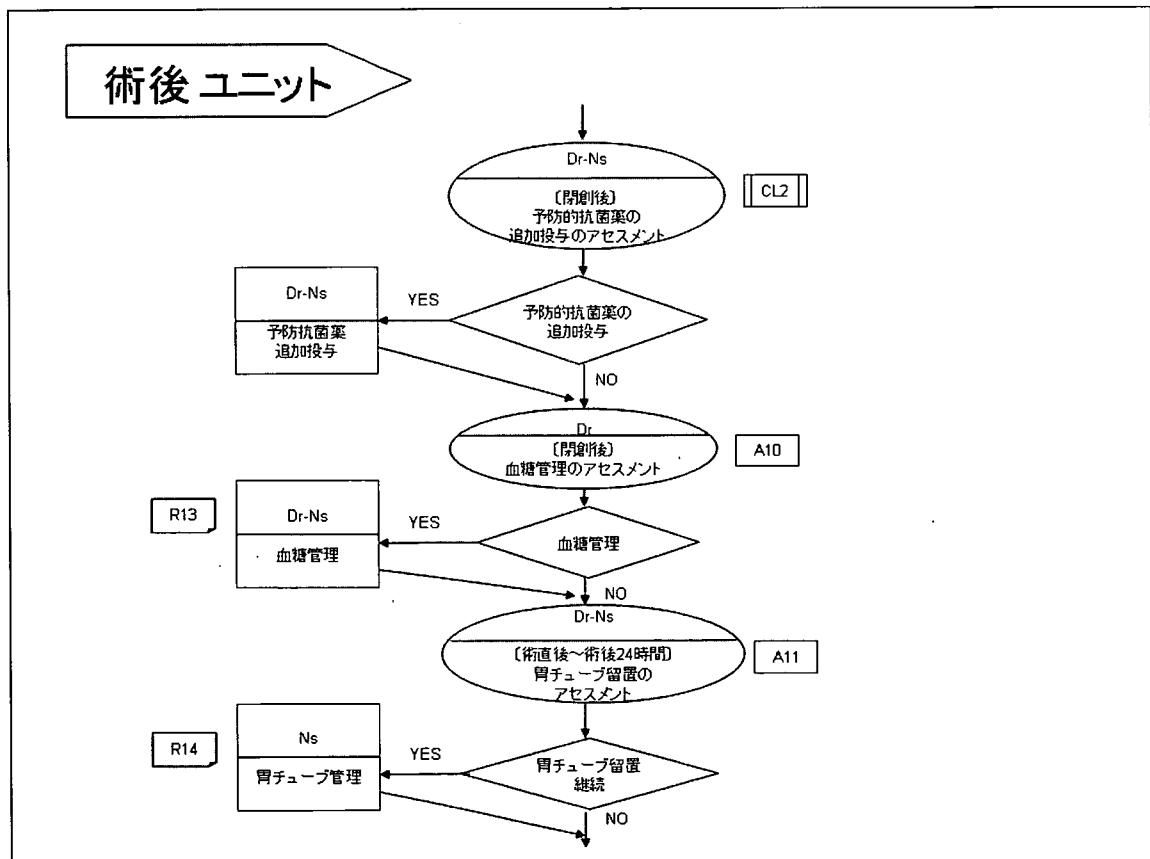 術後ユニット
Dr-Ns
〔閉創後〕
予防的抗菌薬の
追加投与のアセスメント
CL2
Dr-Ns
予防抗菌薬
追加投与
YES
予防的抗菌薬の
追加投与
NO
Dr
〔閉創後〕
血糖管理のアセスメント
A10
R13
Dr-Ns
血糖管理
YES
血糖管理
NO
Dr-Ns
〔術直後～術後24時間〕
胃チューブ留置の
アセスメント
A11
R14
Ns
胃チューブ管理
YES
胃チューブ留置
継続
NO